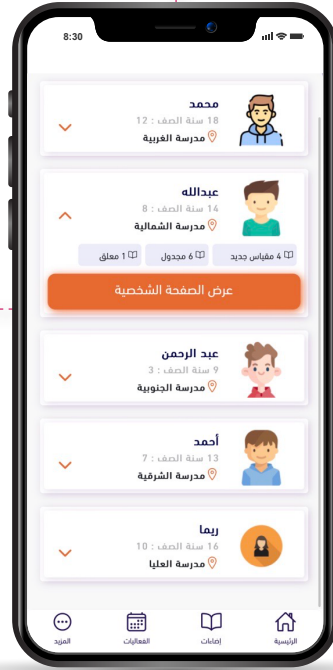 8:30
محمد
18 سنة الصف : 12
مدرسة الغربية
عبدالله
14 سنة الصف : 8
مدرسة الشمالية
4 مقياس جديد
6 مجدول
1 معلق
عرض الصفحة الشخصية
عبد الرحمن
9 سنة الصف : 3
مدرسة الجنوبية
أحمد
13 سنة الصف : 7
مدرسة الشرقية
ريما
16 سنة الصف : 10
مدرسة العليا
الرئيسية
إضاءات
الفعاليات
المزيد